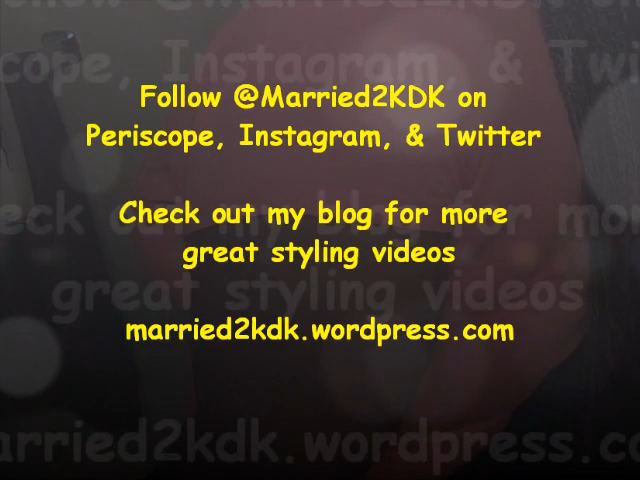 Follow @Married2KDK on
Periscope, Instagram, & Twitter
Check out my blog for more
great styling videos
married2kdk.wordpress.com